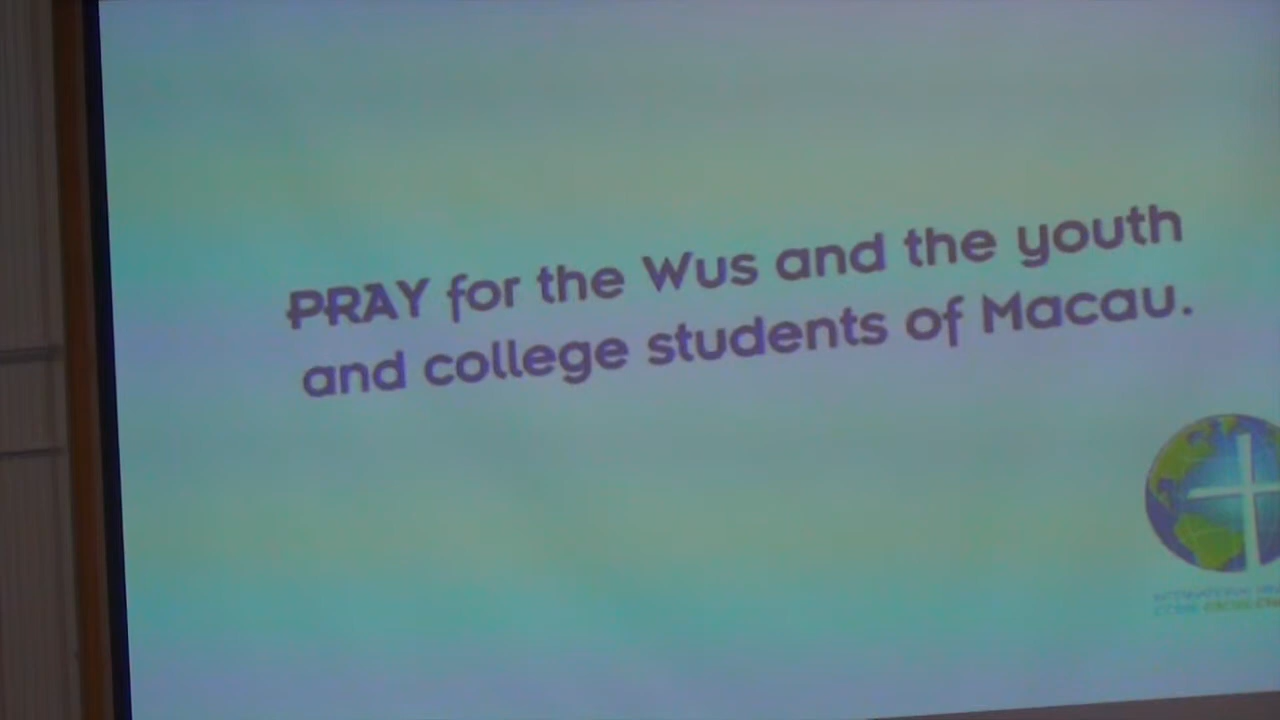 PRAY for the Wus and the youth
and college students of Macau.